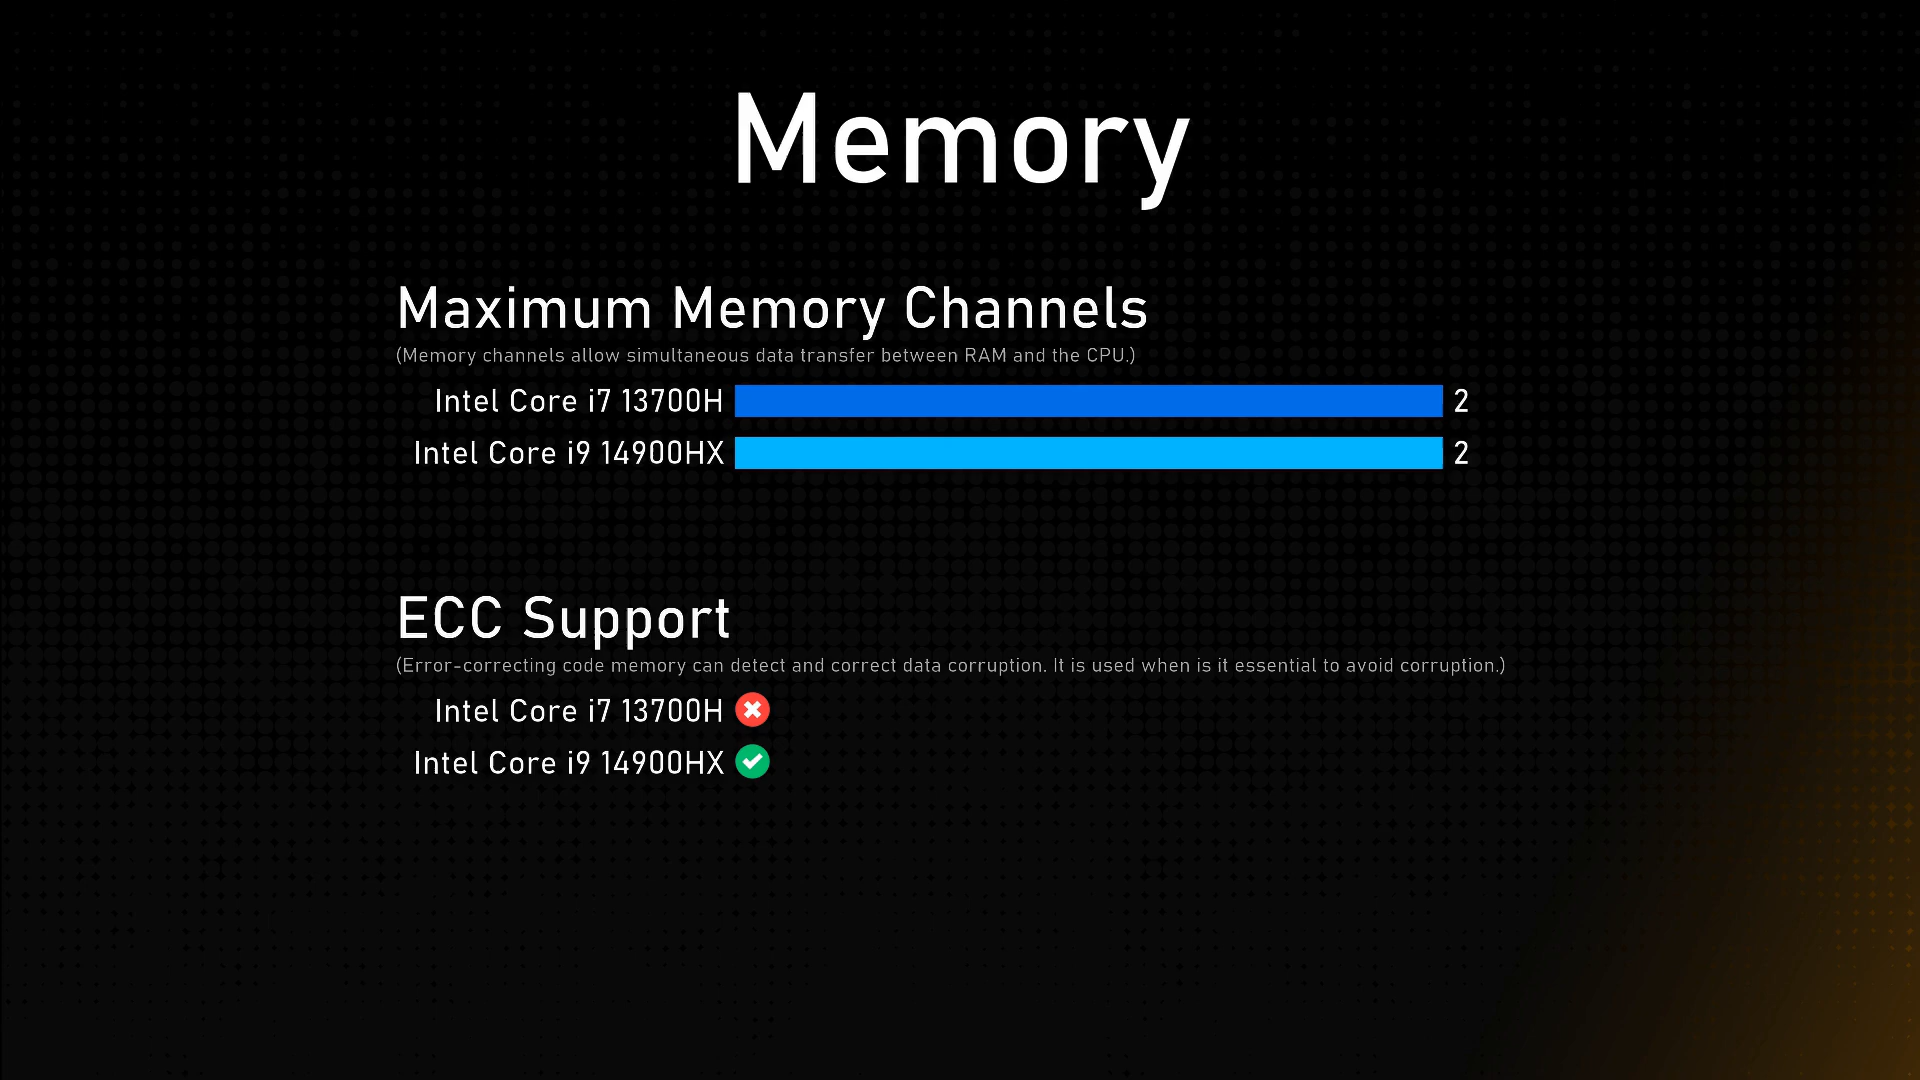 Memory
Maximum Memory Channels
(Memory channels allow simultaneous data transfer between RAM and the CPU.)
Intel Core i7 13700H 2
Intel Core i9 14900HX 2
ECC Support
(Error-correcting code memory can detect and correct data corruption. It is used when is it essential to avoid corruption.)
Intel Core i7 13700H
Intel Core i9 14900HX